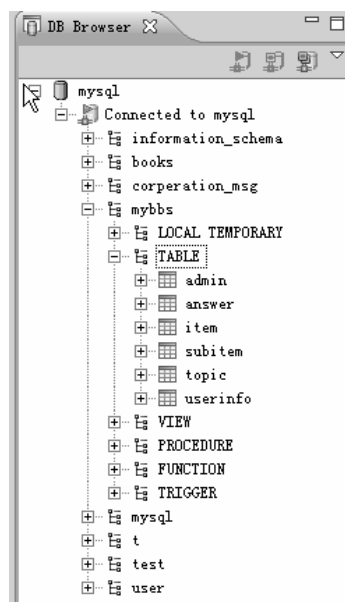 DB Browser
mysql
Connected to mysql
information_schema
books
corperation_msg
mybbs
LOCAL TEMPORARY
TABLE
admin
answer
item
subitem
topic
userinfo
VIEW
PROCEDURE
FUNCTION
TRIGGER
mysql
t
test
user